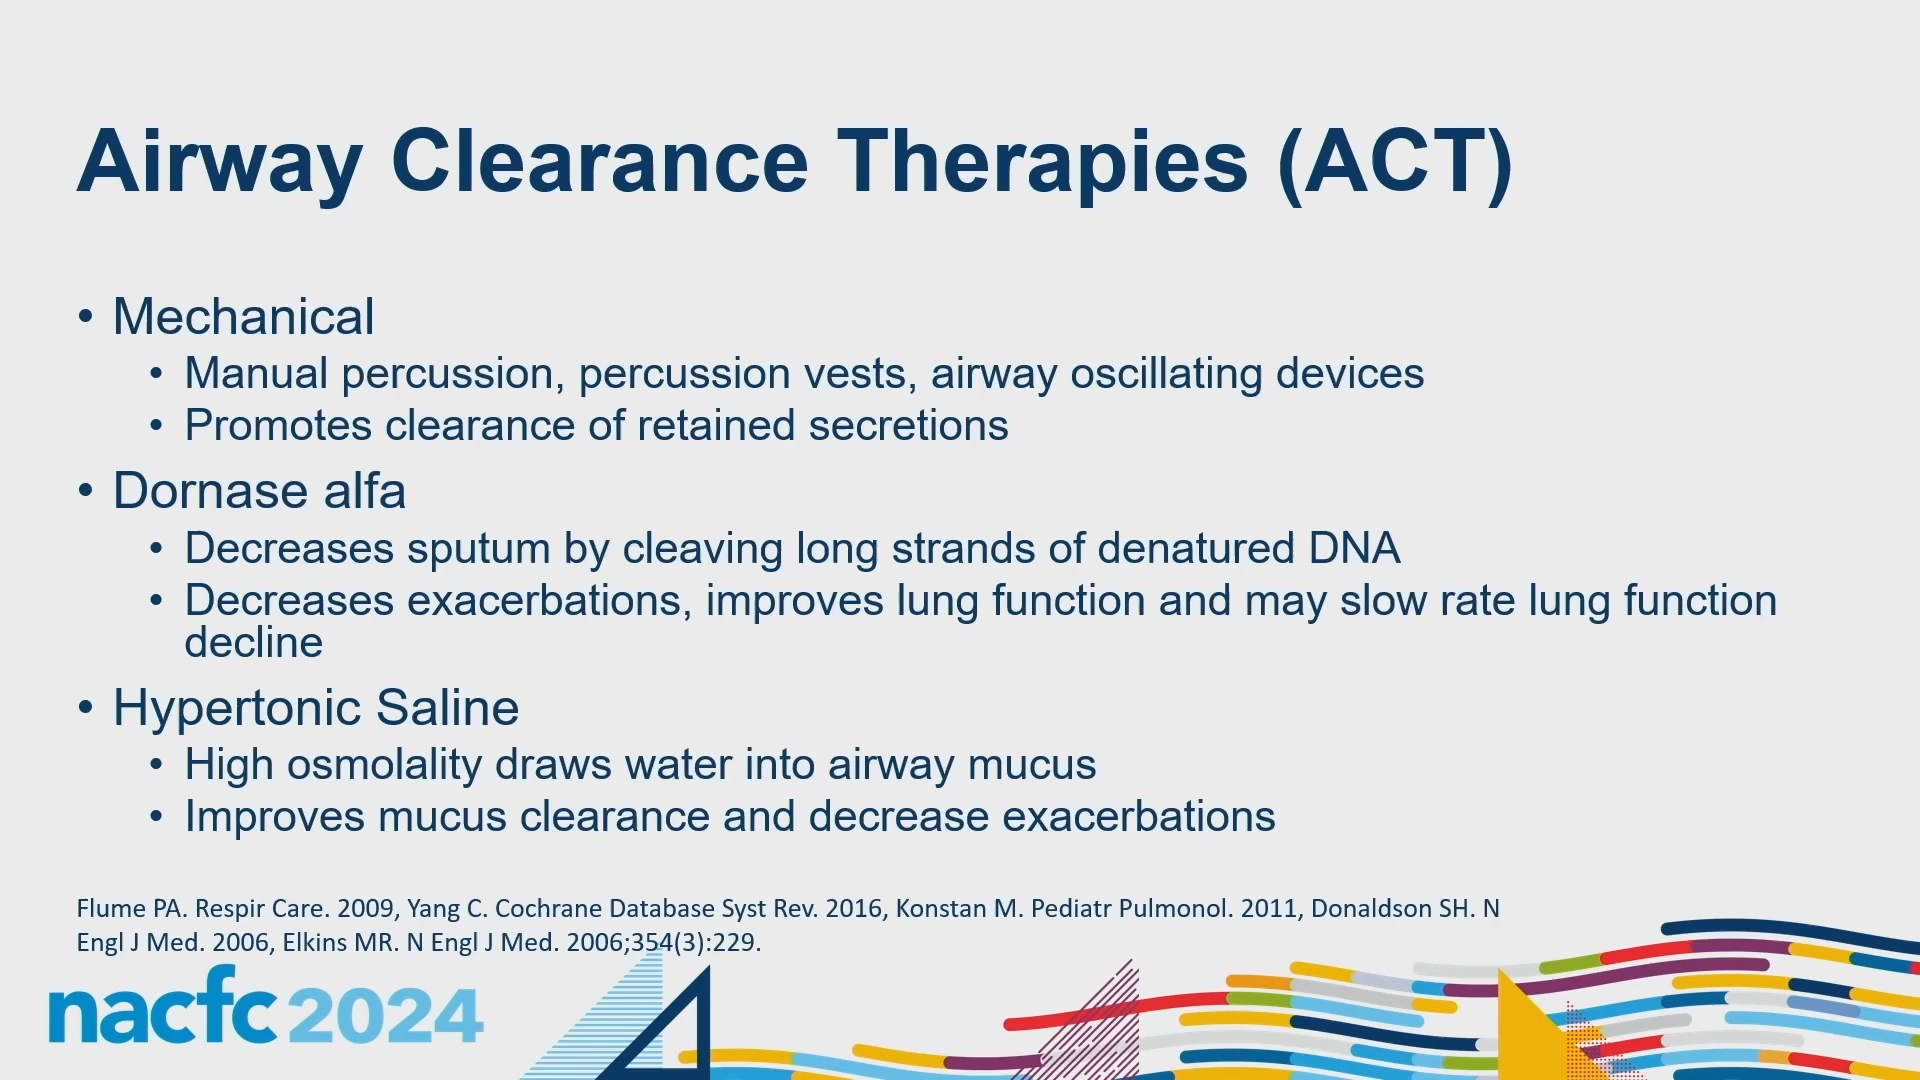 Airway Clearance Therapies (ACT)
• Mechanical
• Manual percussion, percussion vests, airway oscillating devices
• Promotes clearance of retained secretions
• Dornase alfa
• Decreases sputum by cleaving long strands of denatured DNA
• Decreases exacerbations, improves lung function and may slow rate lung function
decline
• Hypertonic Saline
• High osmolality draws water into airway mucus
• Improves mucus clearance and decrease exacerbations
Flume PA. Respir Care. 2009, Yang C. Cochrane Database Syst Rev. 2016, Konstan M. Pediatr Pulmonol. 2011, Donaldson SH. N
Engl J Med. 2006, Elkins MR. N Engl J Med. 2006;354(3):229.
nacfc 2024